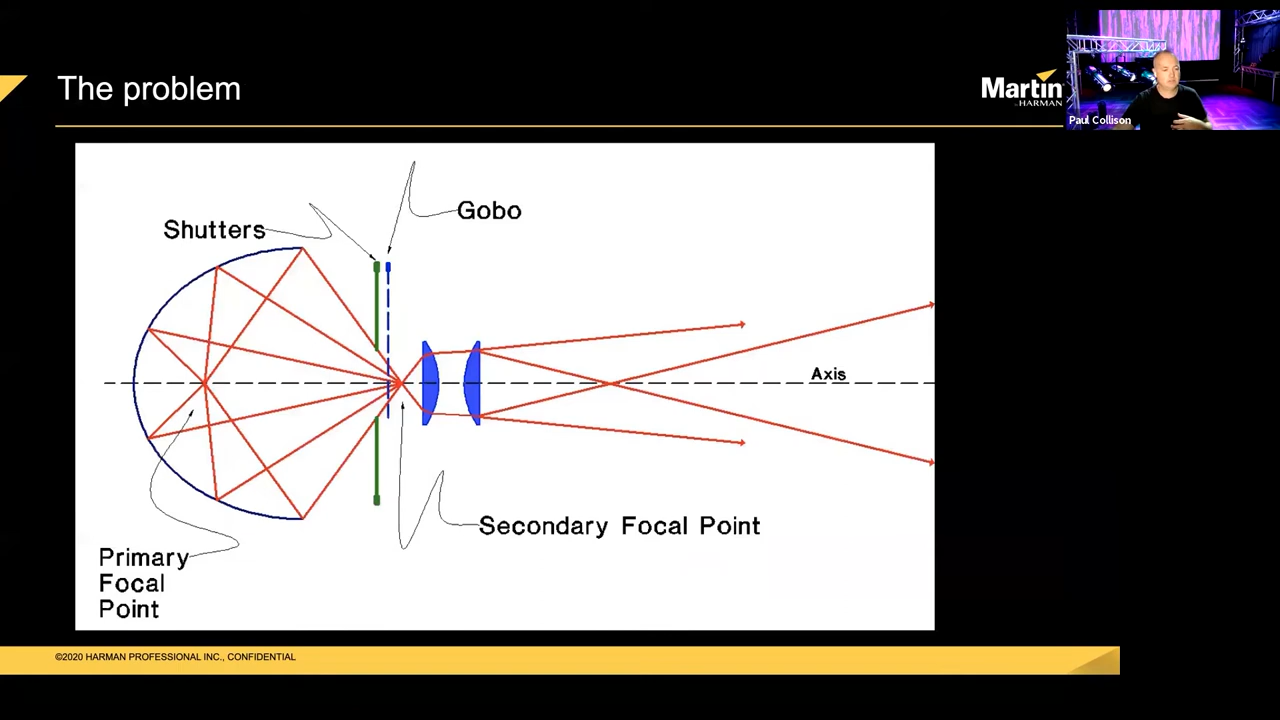 The problem
Martin
by HARMAN
Paul Collison
Shutters
Gobo
Axis
Secondary Focal Point
Primary
Focal
Point
©2020 HARMAN PROFESSIONAL INC., CONFIDENTIAL